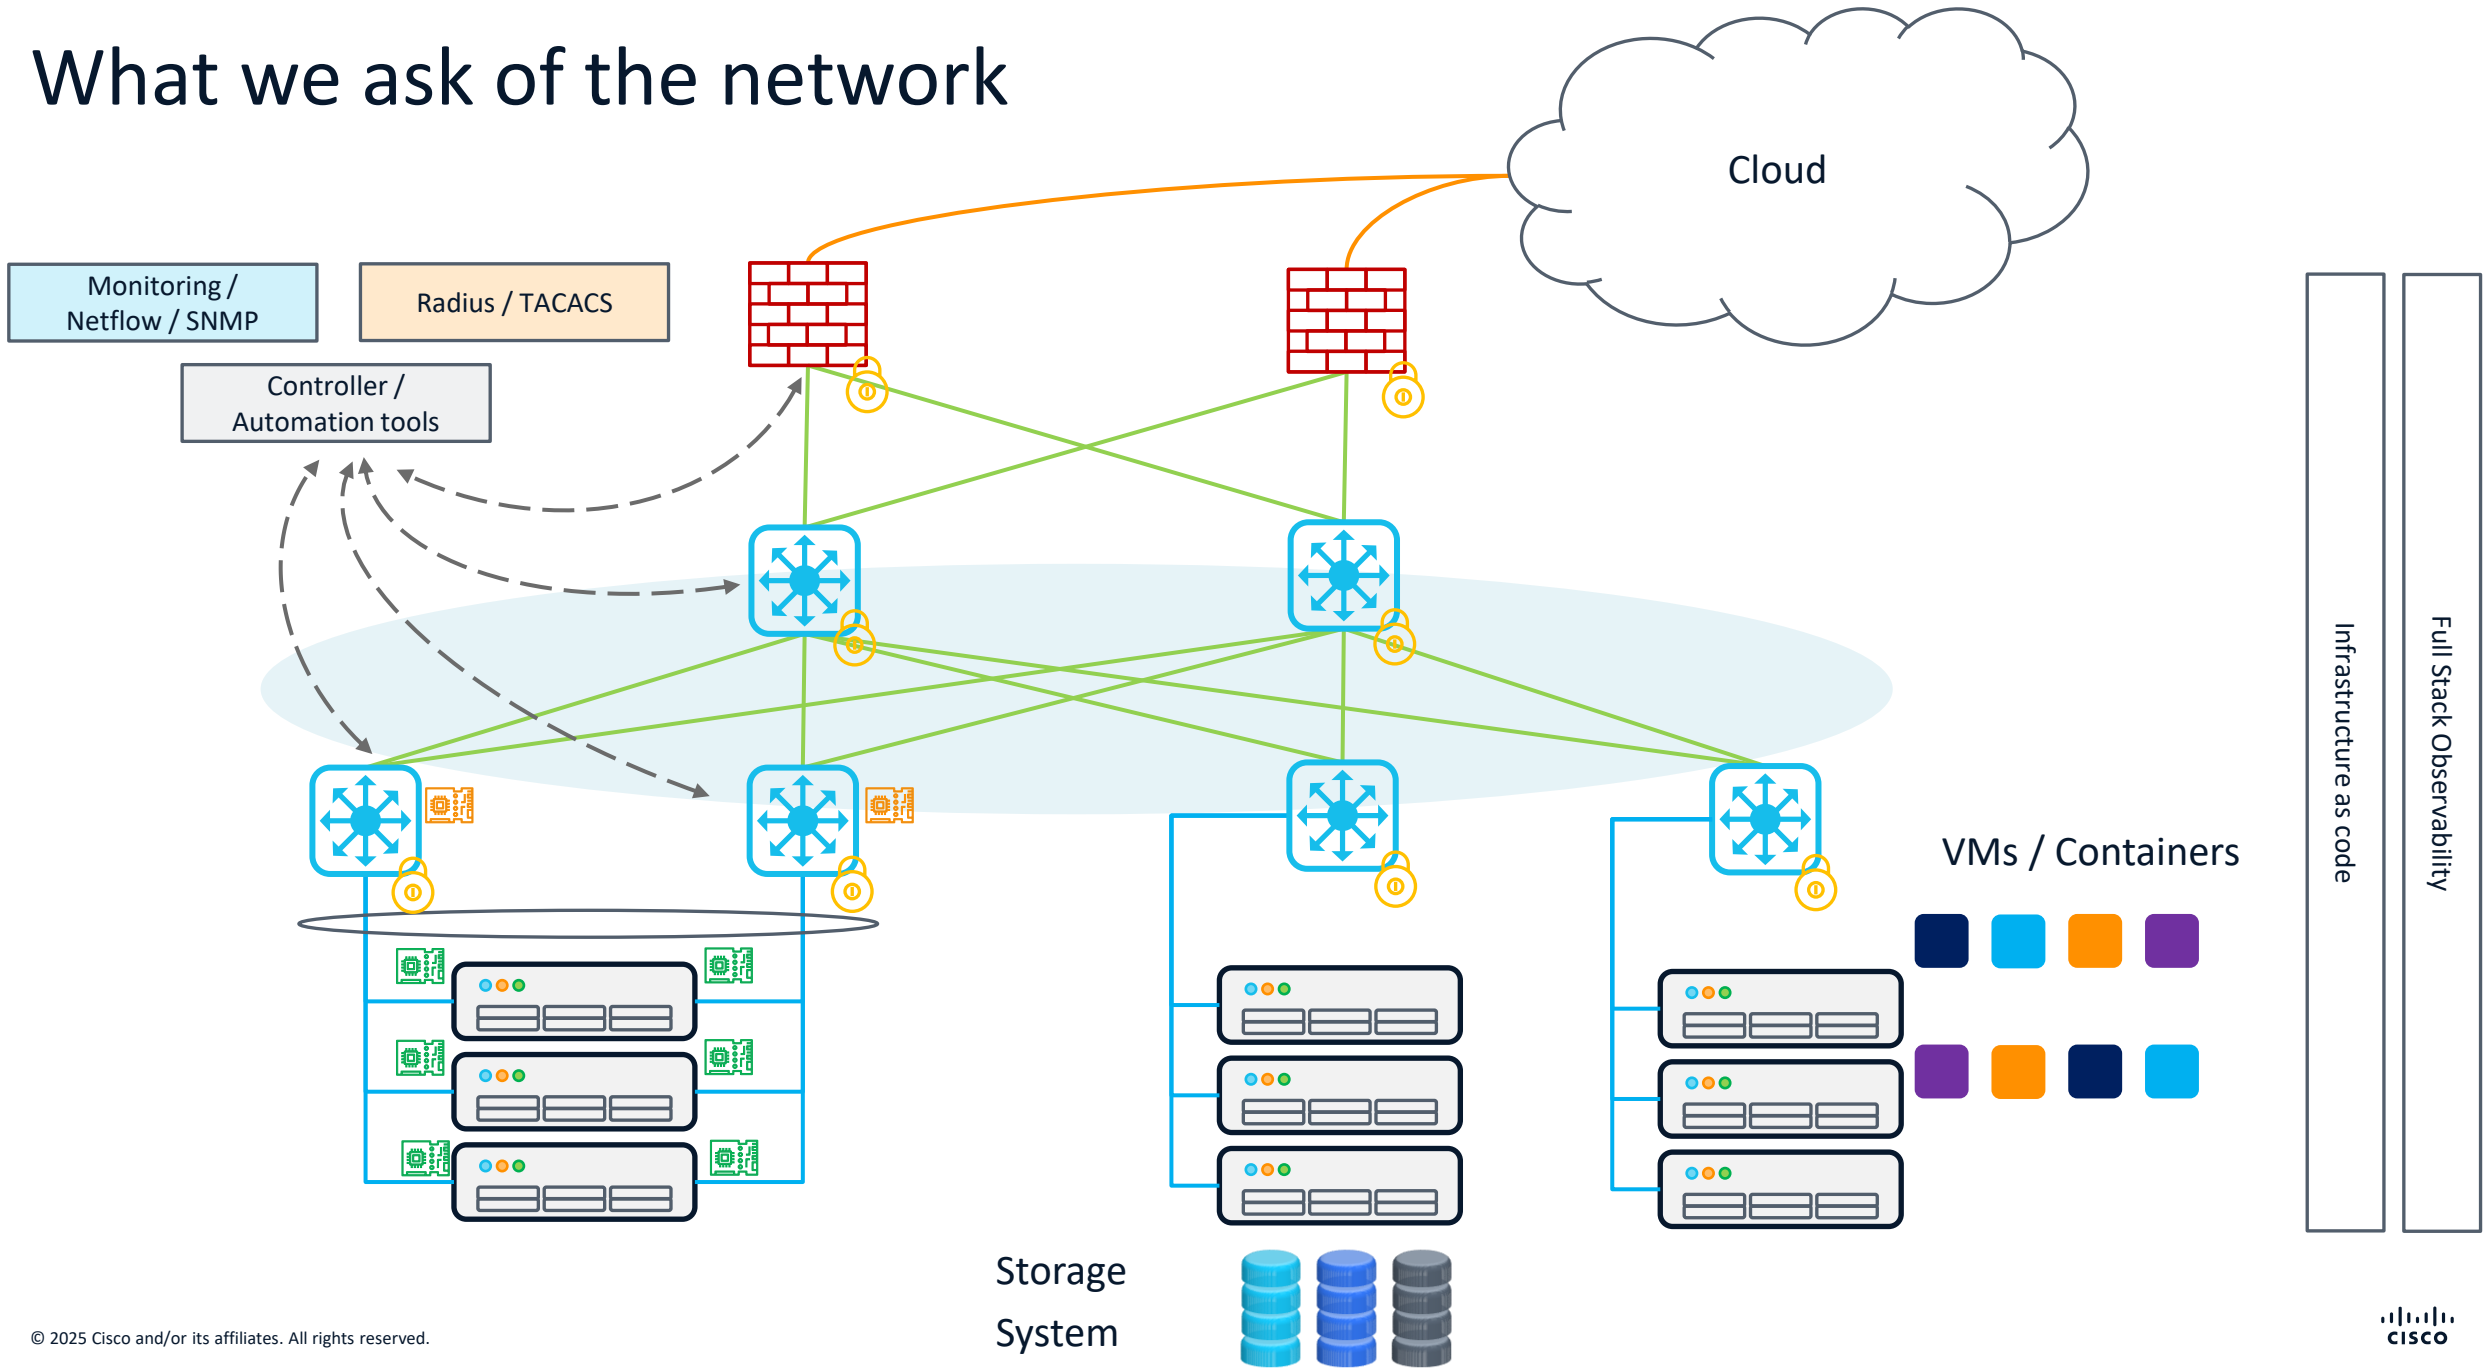 What we ask of the network
Cloud
Monitoring /
Netflow / SNMP
Radius / TACACS
Controller /
Automation tools
Infrastructure as code
Full Stack Observability
VMs / Containers
Storage
System
© 2025 Cisco and/or its affiliates. All rights reserved.
CISCO